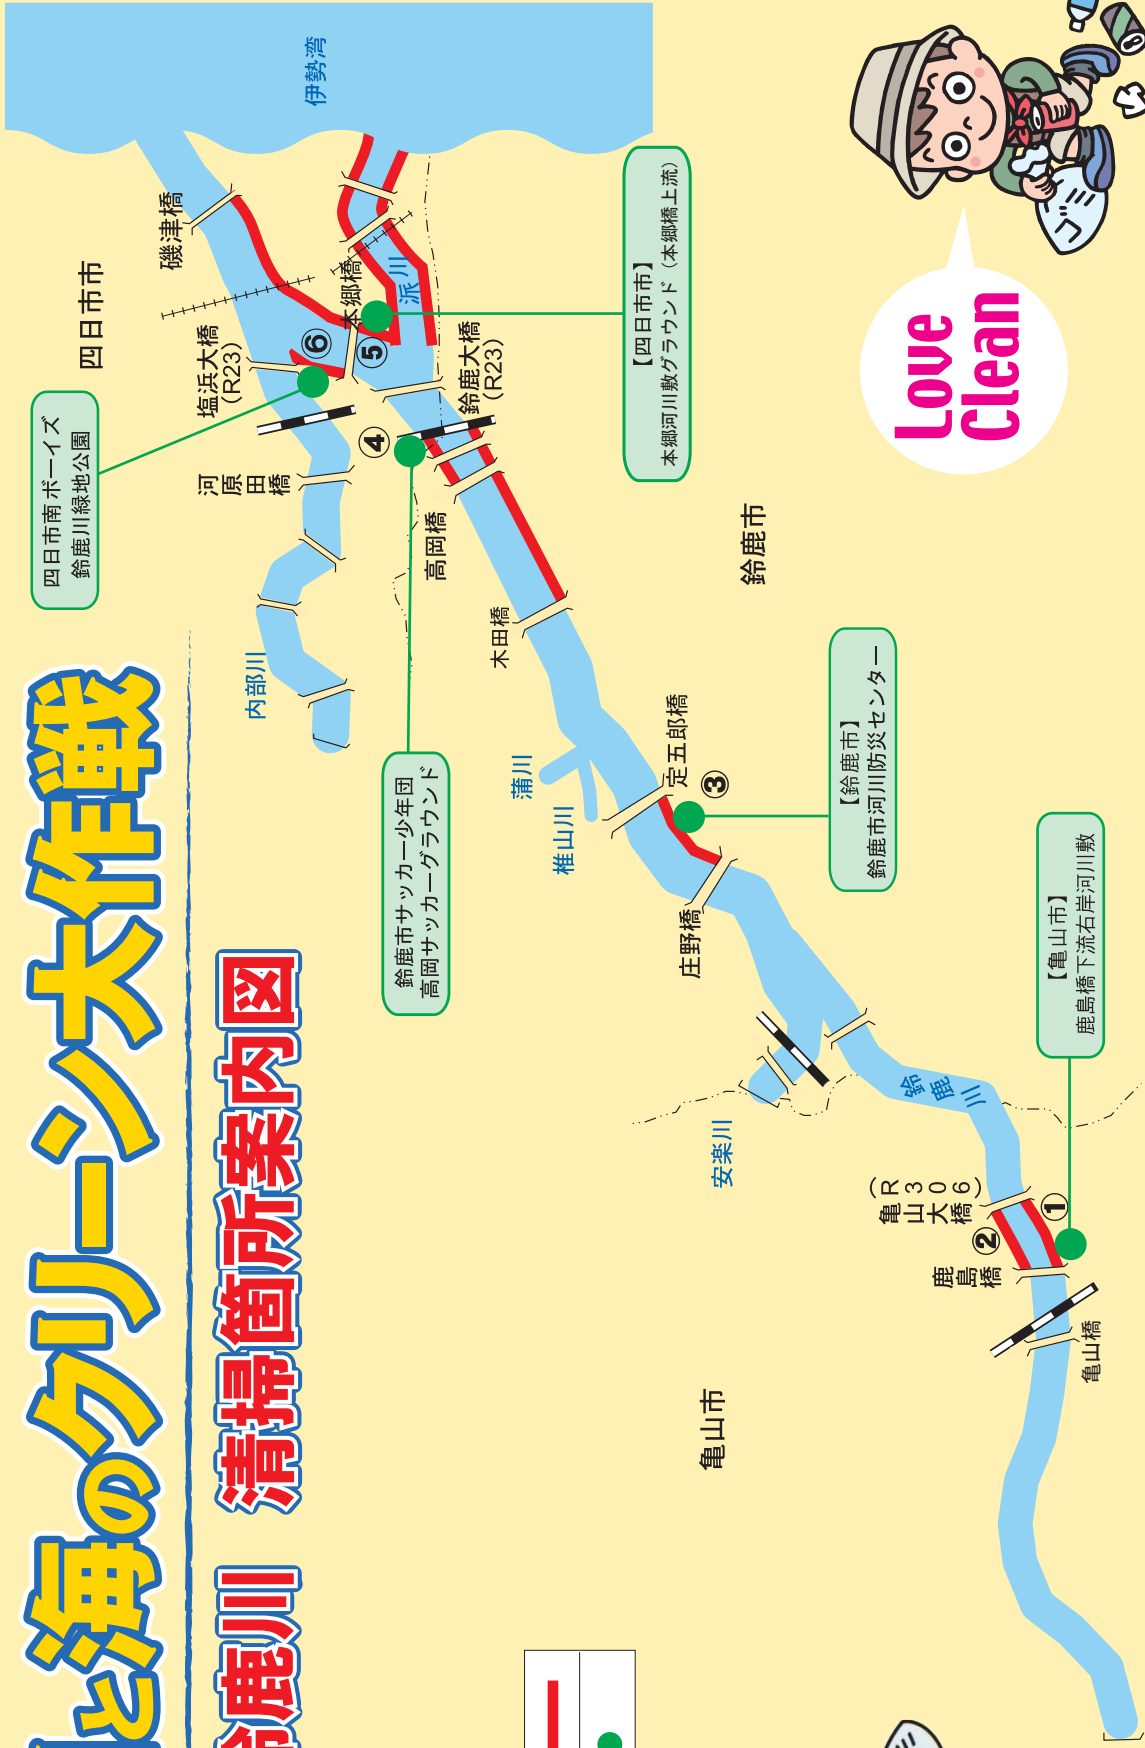 と海のクリーン大作戦
鈴鹿川 清掃箇所案内図
四日市市
四日市南ボーイズ
鈴鹿川緑地公園
磯津橋
伊勢湾
塩浜大橋
(R23)
河原田橋
内部川
⑥
本郷橋
⑤
派川
④
鈴鹿大橋
(R23)
高岡橋
木田橋
鈴鹿市サッカー少年団
高岡サッカーグラウンド
【四日市市】
本郷河川敷グラウンド(本郷橋上流)
Love
Clean
鈴鹿市
蒲川
椎山川
定五郎橋
③
庄野橋
【鈴鹿市】
鈴鹿市河川防災センター
安楽川
鈴鹿川
【亀山市】
鹿島橋下流右岸河川敷
亀山大橋
(R306)
①
②
鹿島橋
亀山橋
亀山市